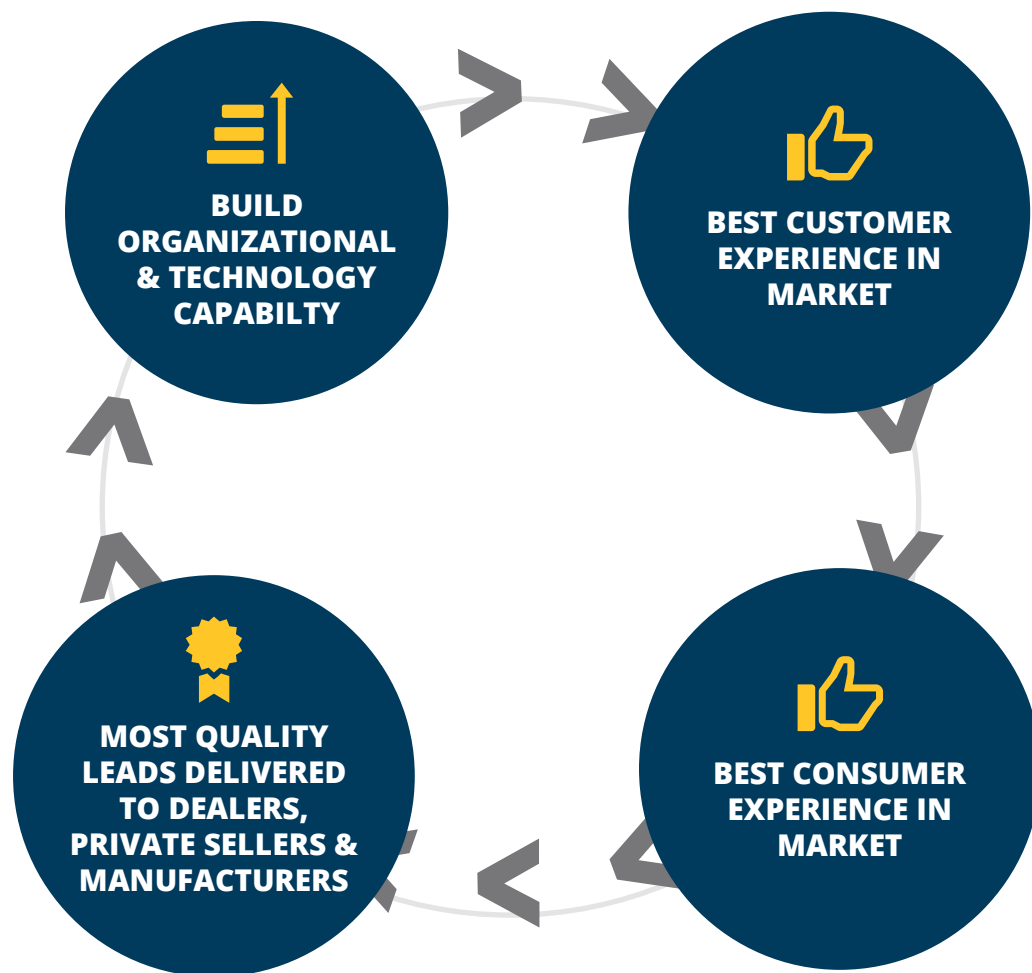 BUILD
ORGANIZATIONAL
& TECHNOLOGY
CAPABILTY
BEST CUSTOMER
EXPERIENCE IN
MARKET
MOST QUALITY
LEADS DELIVERED
TO DEALERS,
PRIVATE SELLERS &
MANUFACTURERS
BEST CONSUMER
EXPERIENCE IN
MARKET